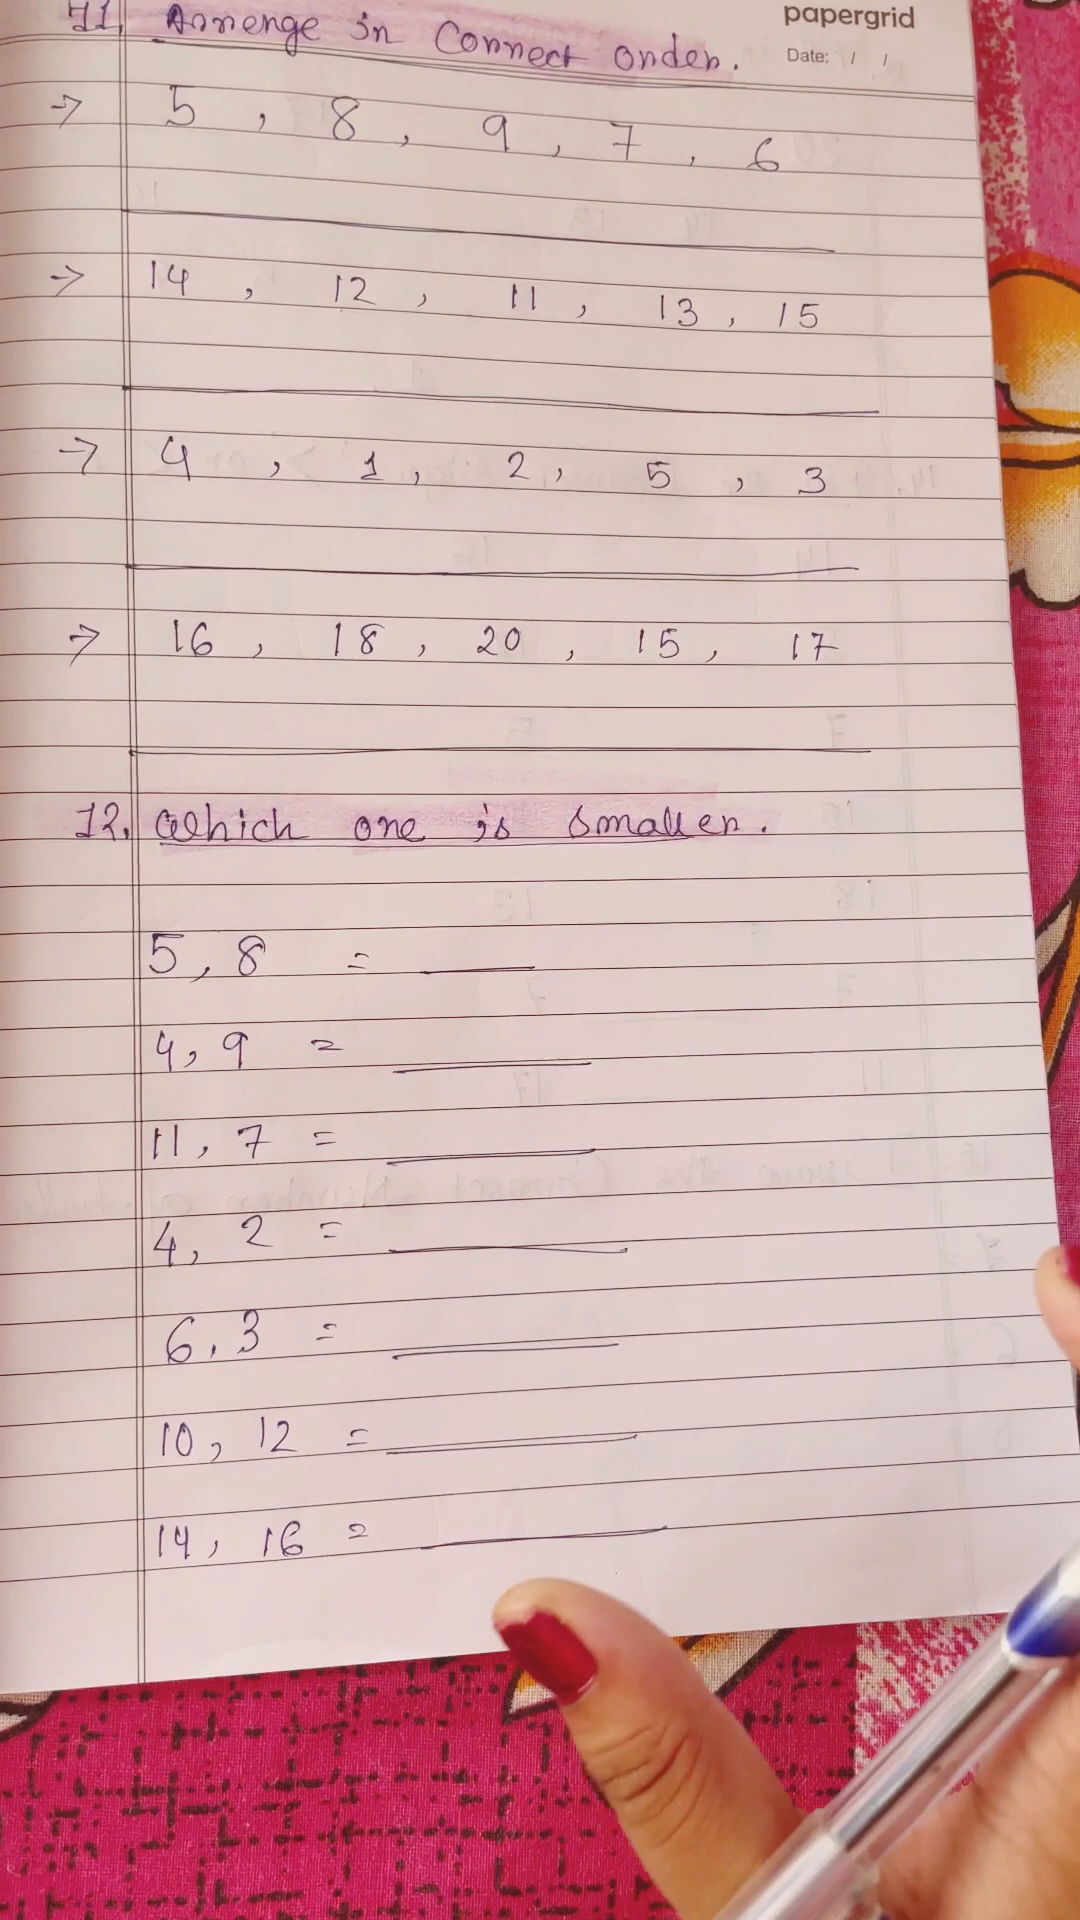 papergrid
Date: / /
11. Arrenge in Correct order.
→ 5 , 8 , 9 , 7 , 6
→ 14 , 12 , 11 , 13 , 15
→ 4 , 1 , 2 , 5 , 3
→ 16 , 18 , 20 , 15 , 17
12. Which one is smaller.
5 , 8 =
4 , 9 =
11 , 7 =
4 , 2 =
6 , 3 =
10 , 12 =
14 , 16 =